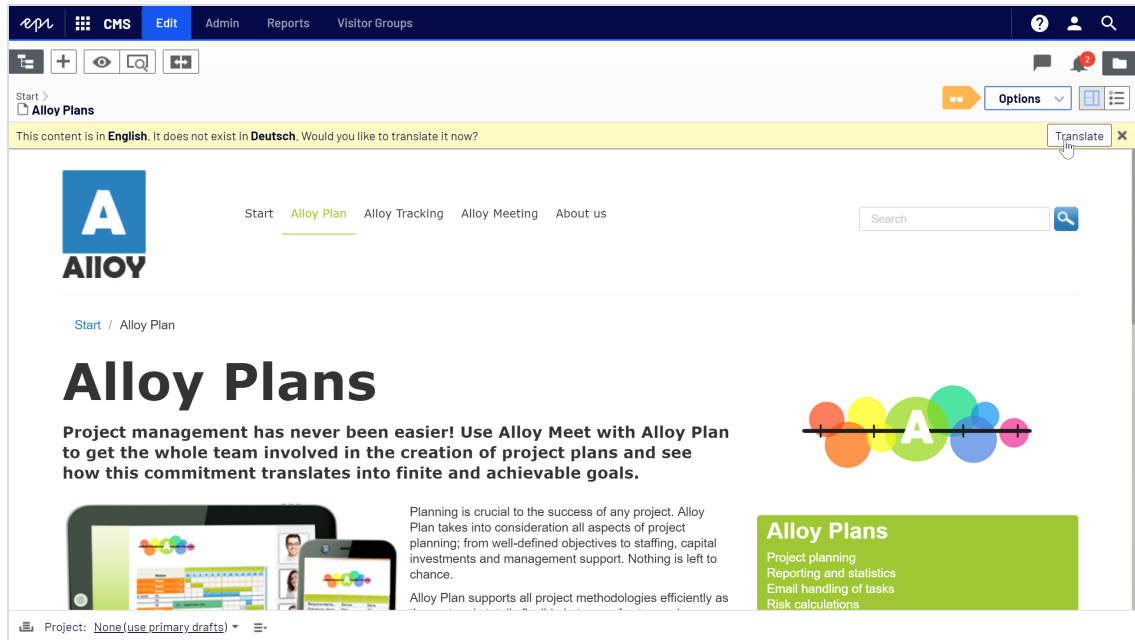 epi CMS Edit Admin Reports Visitor Groups
2
Start
Alloy Plans
Options
This content is in English. It does not exist in Deutsch. Would you like to translate it now?
Translate
A
AllOY
Start Alloy Plan Alloy Tracking Alloy Meeting About us
Search
Start / Alloy Plan
Alloy Plans
Project management has never been easier! Use Alloy Meet with Alloy Plan
to get the whole team involved in the creation of project plans and see
how this commitment translates into finite and achievable goals.
A
Planning is crucial to the success of any project. Alloy
Plan takes into consideration all aspects of project
planning; from well-defined objectives to staffing, capital
investments and management support. Nothing is left to
chance.
Alloy Plan supports all project methodologies efficiently as
Alloy Plans
Project planning
Reporting and statistics
Email handling of tasks
Risk calculations
Project: None (use primary drafts)